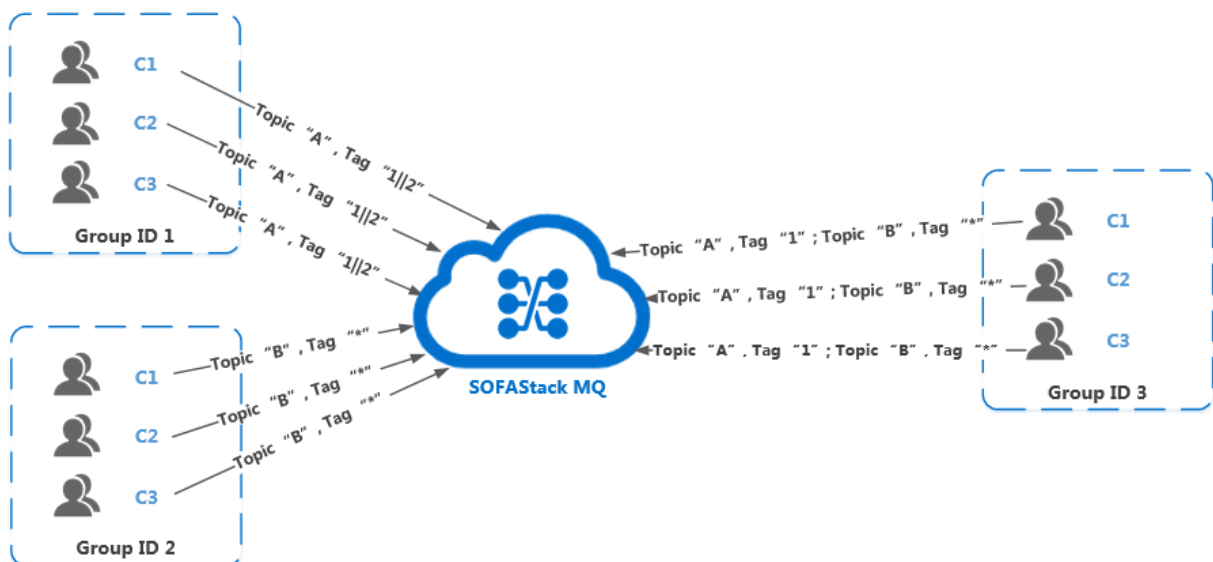 C1
C2
C3
Group ID 1
Topic “A”, Tag “1||2”
Topic “A”, Tag “1||2”
Topic “A”, Tag “1||2”
C1
C2
C3
Group ID 2
Topic “B”, Tag “*”
Topic “B”, Tag “*”
Topic “B”, Tag “*”
SOFAStack MQ
Topic “A”, Tag “1”; Topic “B”, Tag “*”
Topic “A”, Tag “1”; Topic “B”, Tag “*”
Topic “A”, Tag “1”; Topic “B”, Tag “*”
C1
C2
C3
Group ID 3